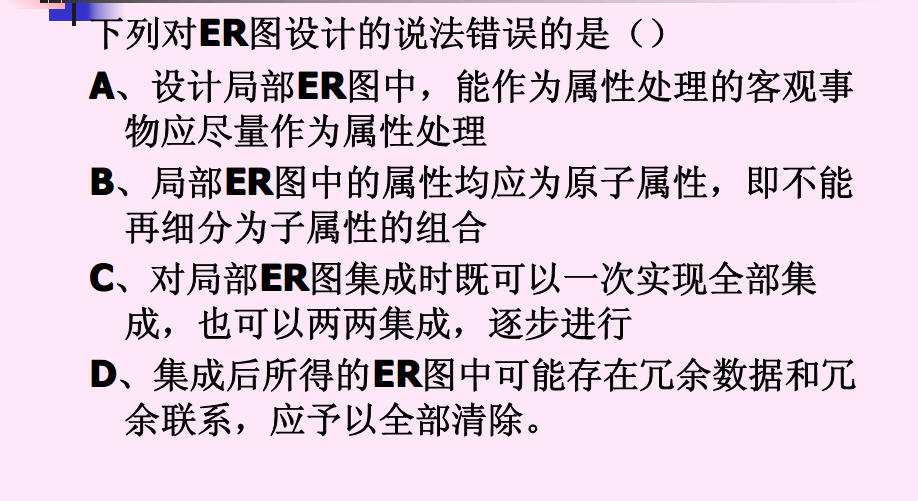 下列对ER图设计的说法错误的是（）
A、设计局部ER图中，能作为属性处理的客观事
物应尽量作为属性处理
B、局部ER图中的属性均应为原子属性，即不能
再细分为子属性的组合
C、对局部ER图集成时既可以一次实现全部集
成，也可以两两集成，逐步进行
D、集成后所得的ER图中可能存在冗余数据和冗
余联系，应予以全部清除。